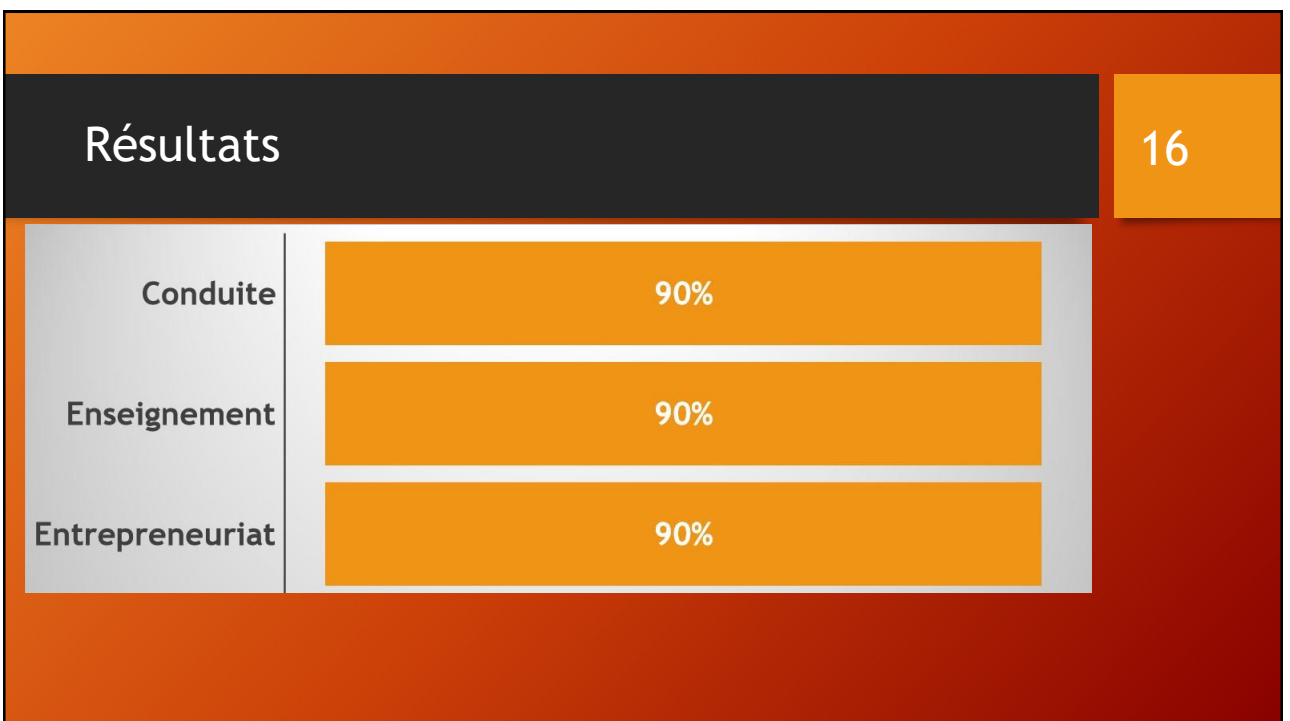 Résultats
16
Conduite 90%
Enseignement 90%
Entrepreneuriat 90%